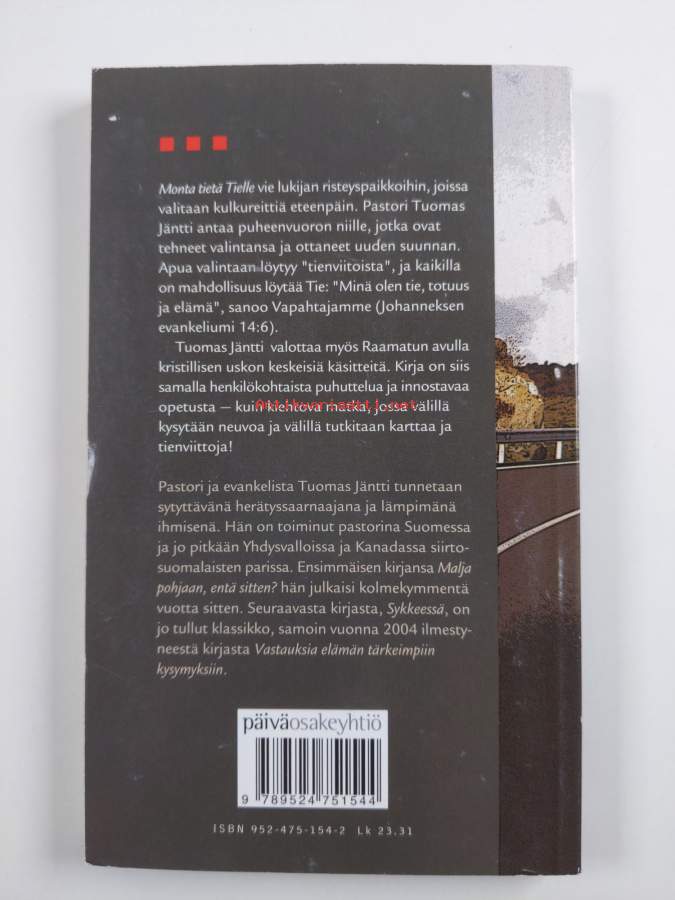 Monta tietä Tielle vie lukijan risteyspaikkoihin, joissa
valitaan kulkureittiä eteenpäin. Pastori Tuomas
Jäntti antaa puheenvuoron niille, jotka ovat
tehneet valintansa ja ottaneet uuden suunnan.
Apua valintaan löytyy "tienviitoista", ja kaikilla
on mahdollisuus löytää Tie: "Minä olen tie, totuus
ja elämä", sanoo Vapahtajamme (Johanneksen
evankeliumi 14:6).
Tuomas Jäntti valottaa myös Raamatun avulla
kristillisen uskon keskeisiä käsitteitä. Kirja on siis
samalla henkilökohtaista puhuttelua ja innostavaa
opetusta – kuin kiehtova matka, jossa välillä
Antikvariaatti.net
kysytään neuvoa ja välillä tutkitaan karttaa ja
tienviittoja!
Pastori ja evankelista Tuomas Jäntti tunnetaan
sytyttävänä herätyssaarnaajana ja lämpimänä
ihmisenä. Hän on toiminut pastorina Suomessa
ja jo pitkään Yhdysvalloissa ja Kanadassa siirto-
suomalaisten parissa. Ensimmäisen kirjansa Malja
pohjaan, entä sitten? hän julkaisi kolmekymmentä
vuotta sitten. Seuraavasta kirjasta, Sykkeessä, on
jo tullut klassikko, samoin vuonna 2004 ilmesty-
neestä kirjasta Vastauksia elämän tärkeimpiin
kysymyksiin.
päiväosakeyhtiö
9 789524 751544
ISBN 952-475-154-2 Lk 23.31